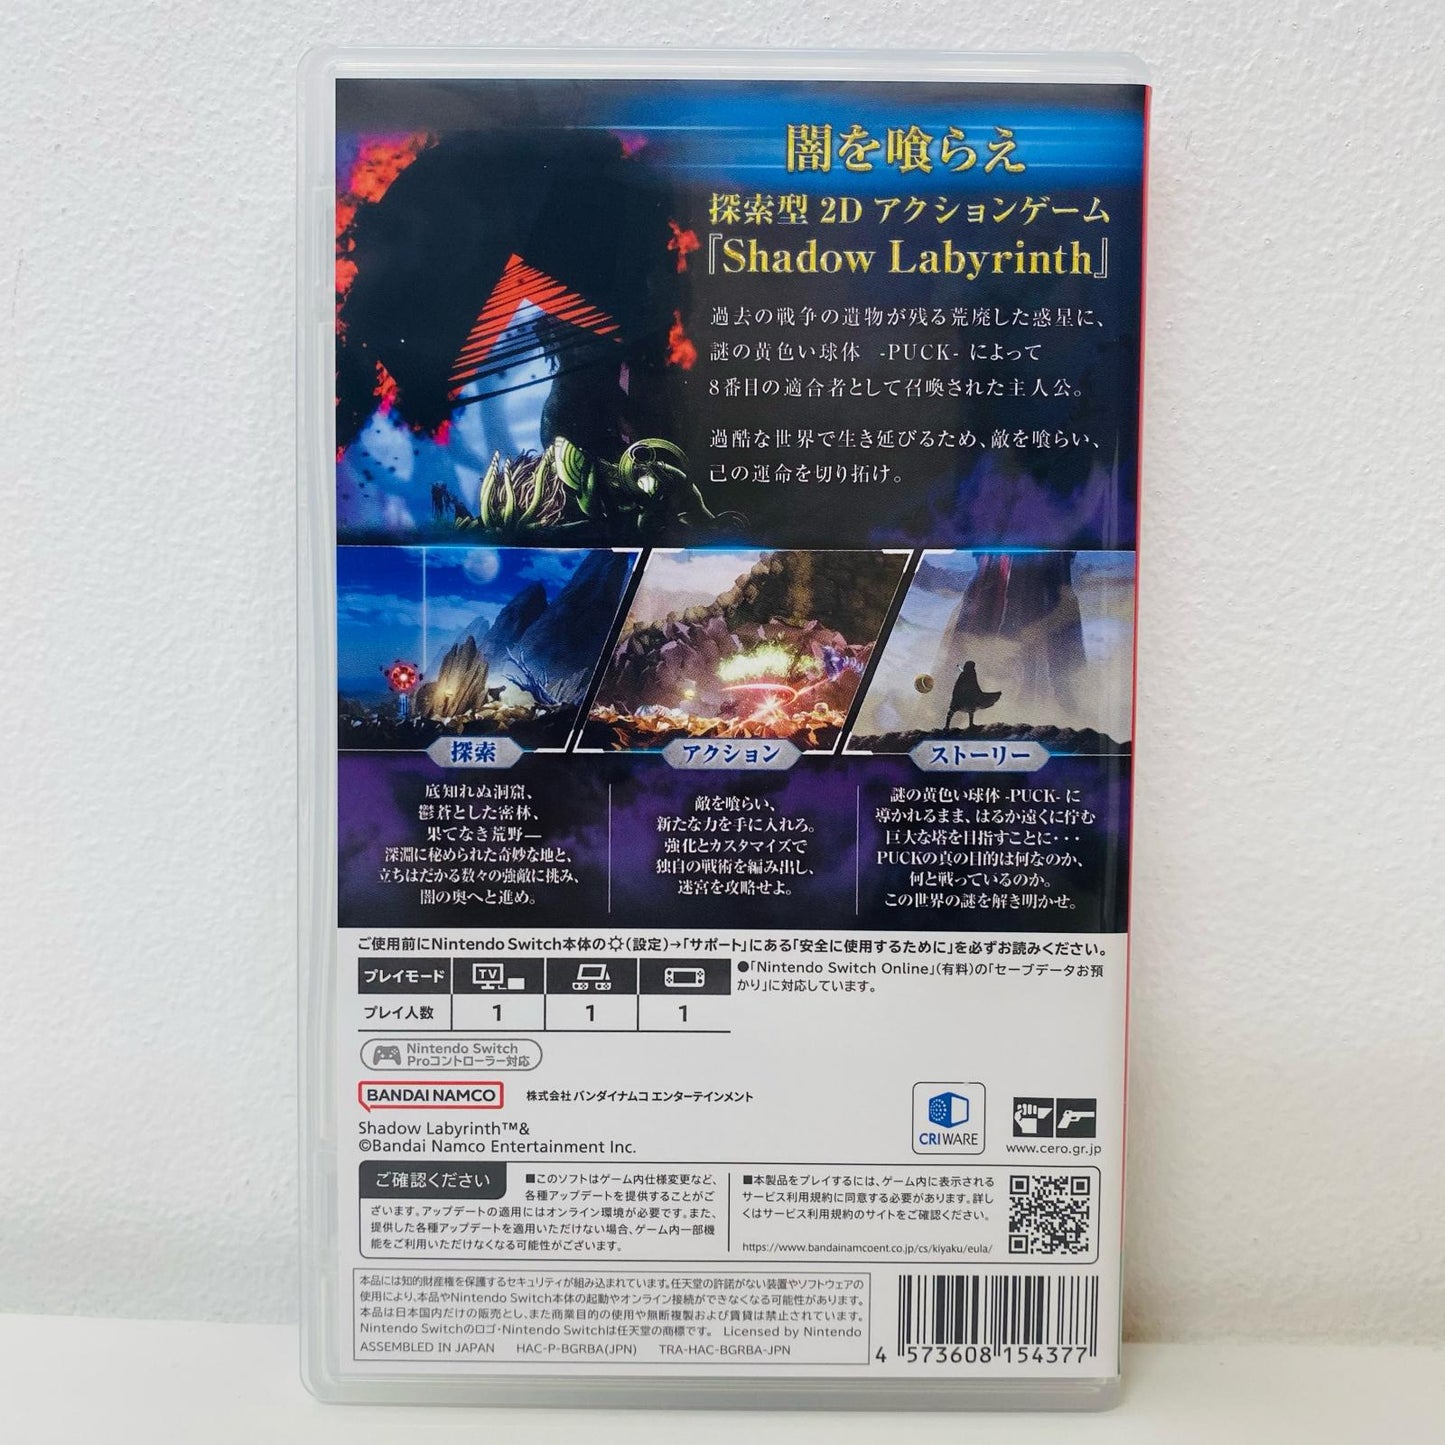 闇を喰らえ
探索型 2D アクションゲーム
『Shadow Labyrinth』
過去の戦争の遺物が残る荒廃した惑星に、
謎の黄色い球体 -PUCK- によって
8番目の適合者として召喚された主人公。
過酷な世界で生き延びるため、敵を喰らい、
己の運命を切り拓け。
探索
底知れぬ洞窟、
鬱蒼とした密林、
果てなき荒野―
深淵に秘められた奇妙な地と、
立ちはだかる数々の強敵に挑み、
闇の奥へと進め。
アクション
敵を喰らい、
新たな力を手に入れろ。
強化とカスタマイズで
独自の戦術を編み出し、
迷宮を攻略せよ。
ストーリー
謎の黄色い球体 -PUCK- に
導かれるまま、はるか遠くに佇む
巨大な塔を目指すことに・・・
PUCKの真の目的は何なのか、
何と戦っているのか。
この世界の謎を解き明かせ。
ご使用前にNintendo Switch本体の(設定)→「サポート」にある「安全に使用するために」を必ずお読みください。
プレイモード TV
プレイ人数 1 1 1
●「Nintendo Switch Online」(有料)の「セーブデータお預
かり」に対応しています。
Nintendo Switch
Proコントローラー対応
BANDAI NAMCO 株式会社バンダイナムコエンターテインメント
Shadow Labyrinth™&
©Bandai Namco Entertainment Inc.
CRIWARE
www.cero.gr.jp
ご確認ください
■このソフトはゲーム内仕様変更など、
各種アップデートを提供することがご
ざいます。アップデートの適用にはオンライン環境が必要です。また、
提供した各種アップデートを適用いただけない場合、ゲーム内一部機
能をご利用いただけなくなる可能性がございます。
■本製品をプレイするには、ゲーム内に表示される
サービス利用規約に同意する必要があります。詳し
くはサービス利用規約のサイトをご確認ください。
https://www.bandainamcoent.co.jp/cs/kiyaku/eula/
本品には知的財産権を保護するセキュリティが組み込まれています。任天堂の許諾がない装置やソフトウェアの
使用により、本品やNintendo Switch本体の起動やオンライン接続ができなくなる可能性があります。
本品は日本国内だけの販売とし、また商業目的の使用や無断複製および賃貸は禁止されています。
Nintendo Switchのロゴ・Nintendo Switchは任天堂の商標です。 Licensed by Nintendo
ASSEMBLED IN JAPAN HAC-P-BGRBA(JPN) TRA-HAC-BGRBA-JPN
4 573608 154377